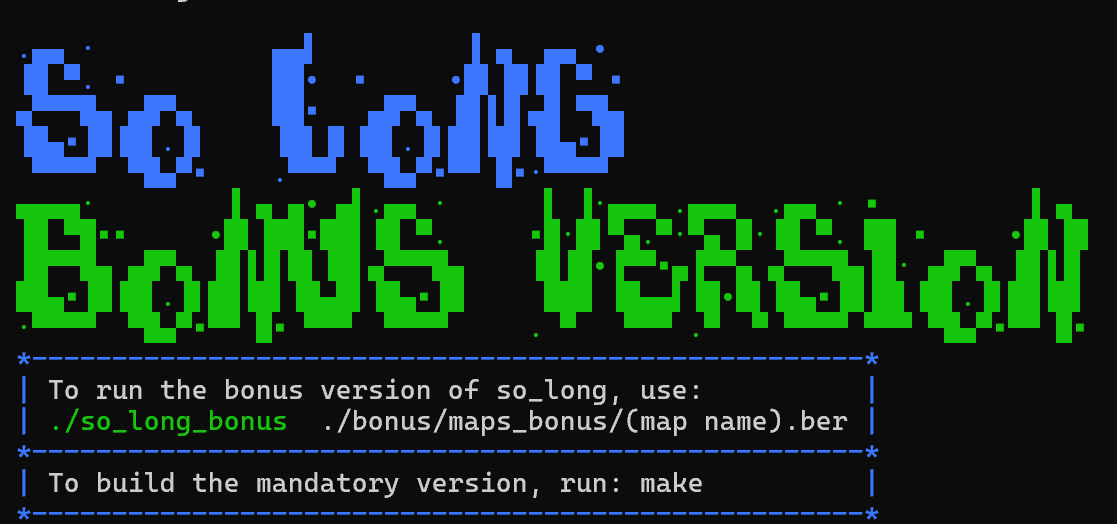 So LoNG
BoNUS VERSioN
*----------------------------------------------------*
| To run the bonus version of so_long, use: |
| ./so_long_bonus ./bonus/maps_bonus/(map name).ber |
*----------------------------------------------------*
| To build the mandatory version, run: make |
*----------------------------------------------------*